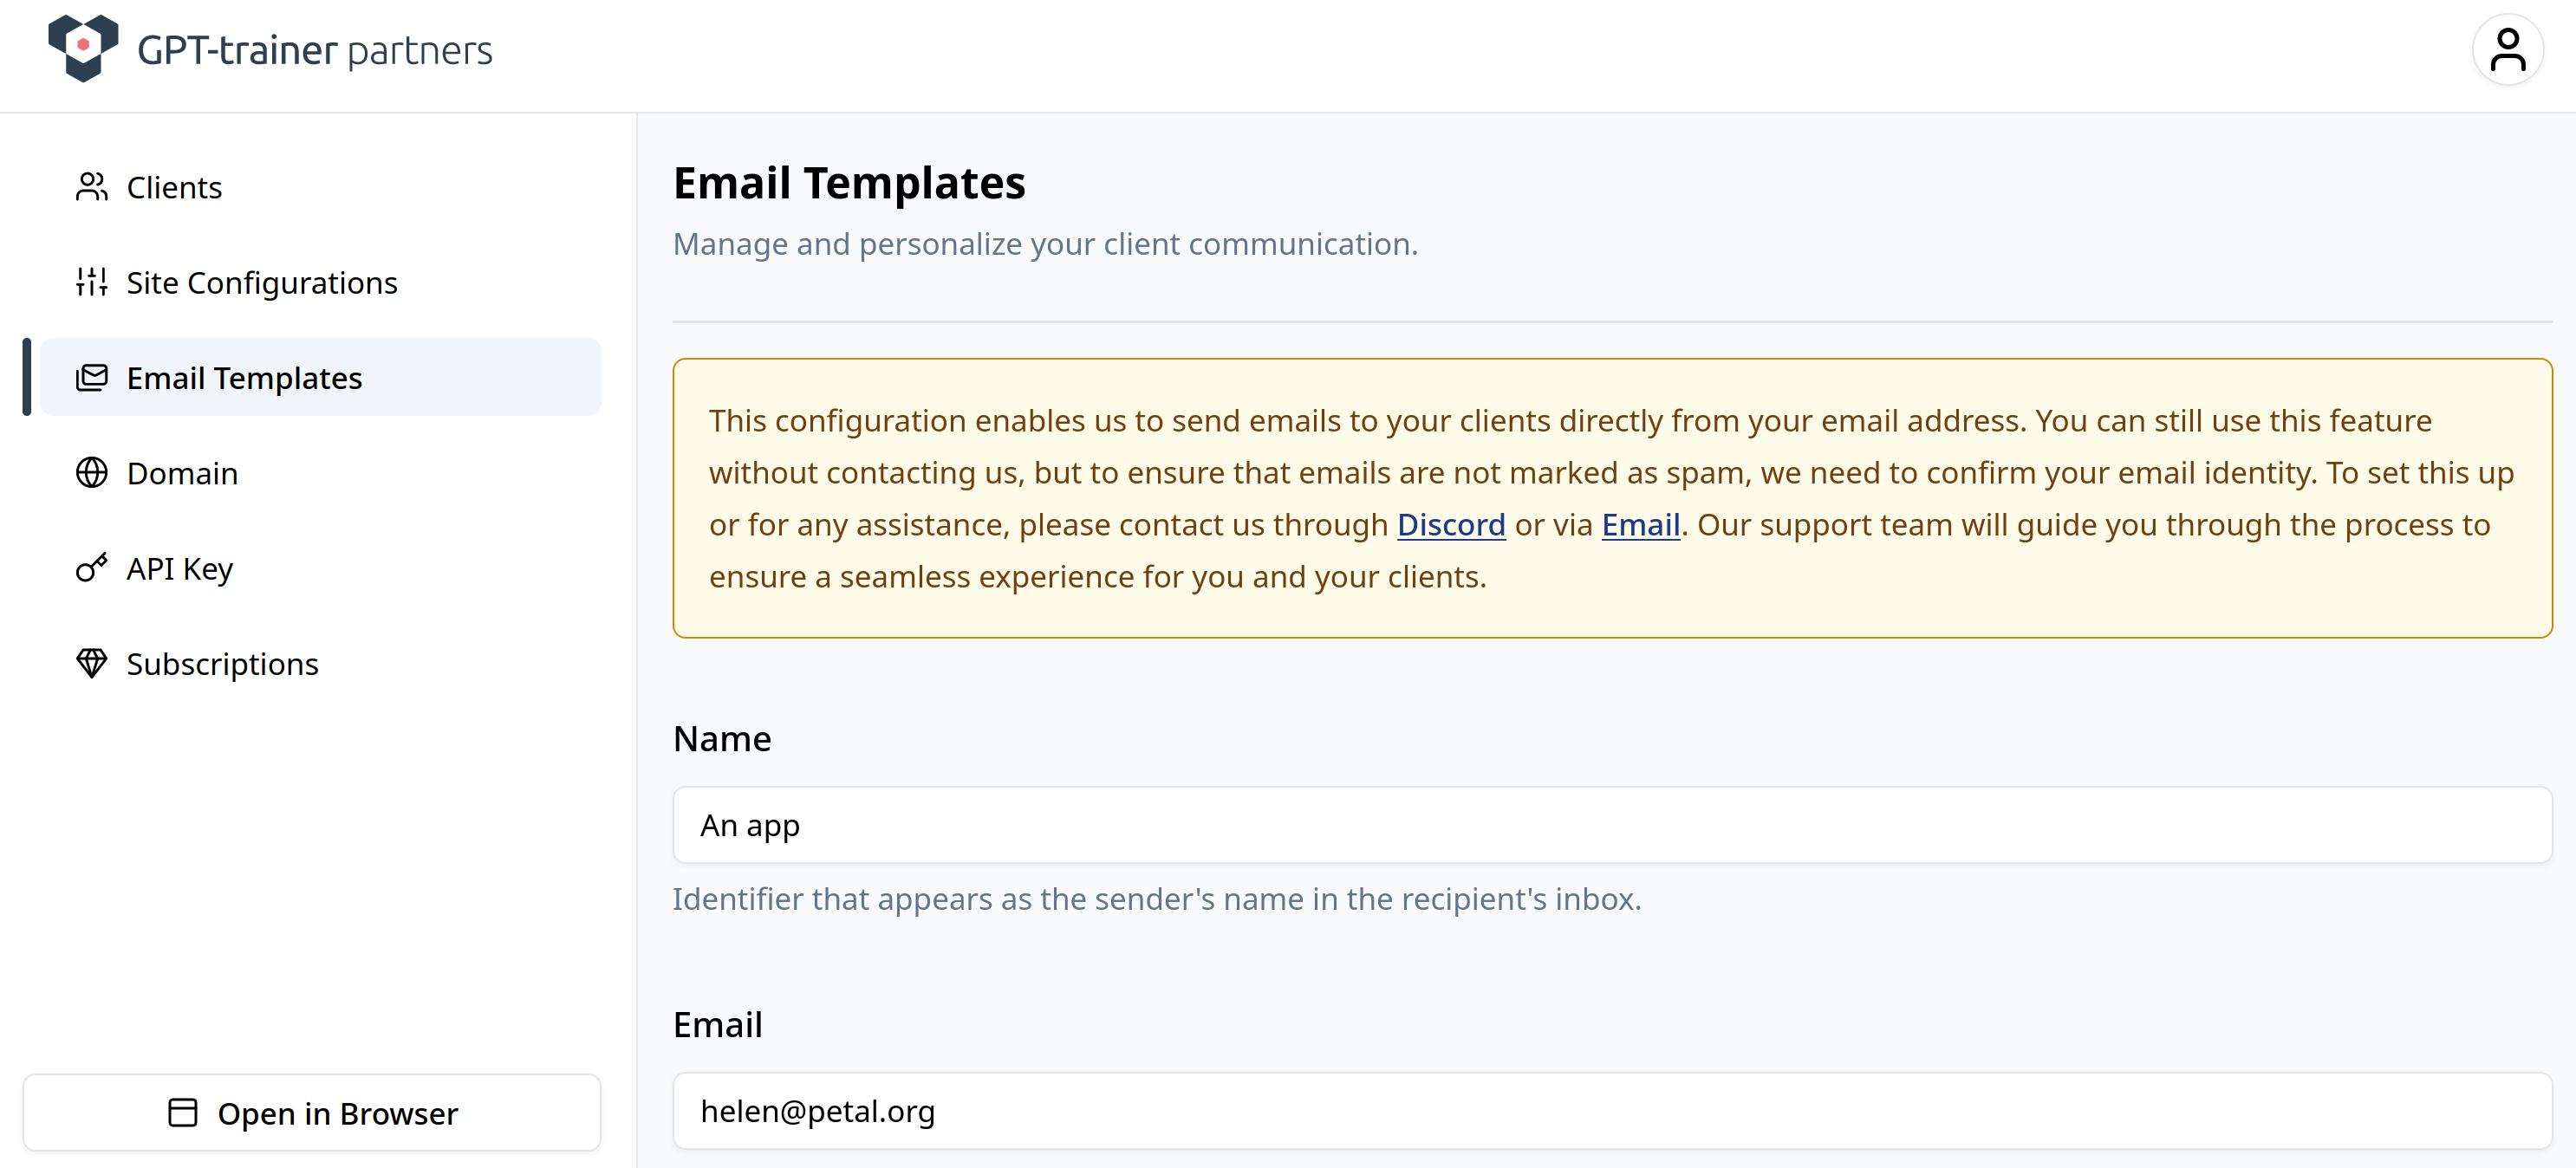 GPT-trainer partners
Clients
Site Configurations
Email Templates
Domain
API Key
Subscriptions
Open in Browser
Email Templates
Manage and personalize your client communication.
This configuration enables us to send emails to your clients directly from your email address. You can still use this feature
without contacting us, but to ensure that emails are not marked as spam, we need to confirm your email identity. To set this up
or for any assistance, please contact us through Discord or via Email. Our support team will guide you through the process to
ensure a seamless experience for you and your clients.
Name
An app
Identifier that appears as the sender's name in the recipient's inbox.
Email
helen@petal.org